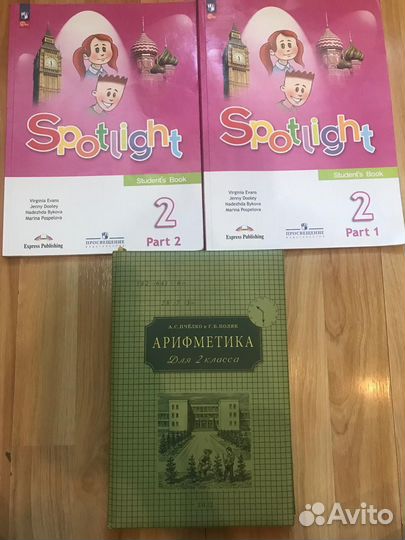 Spotlight
Student's Book
Virginia Evans
Jenny Dooley
Nadezhda Bykova
Marina Pospelova
2
Part 2
Express Publishing
ПРОСВЕЩЕНИЕ
Spotlight
Student's Book
Virginia Evans
Jenny Dooley
Nadezhda Bykova
Marina Pospelova
2
Part 1
Express Publishing
ПРОСВЕЩЕНИЕ
А.С.ПЧЁЛКО и Г.Б.ПОЛЯК
АРИФМЕТИКА
Для 2 класса
Avito